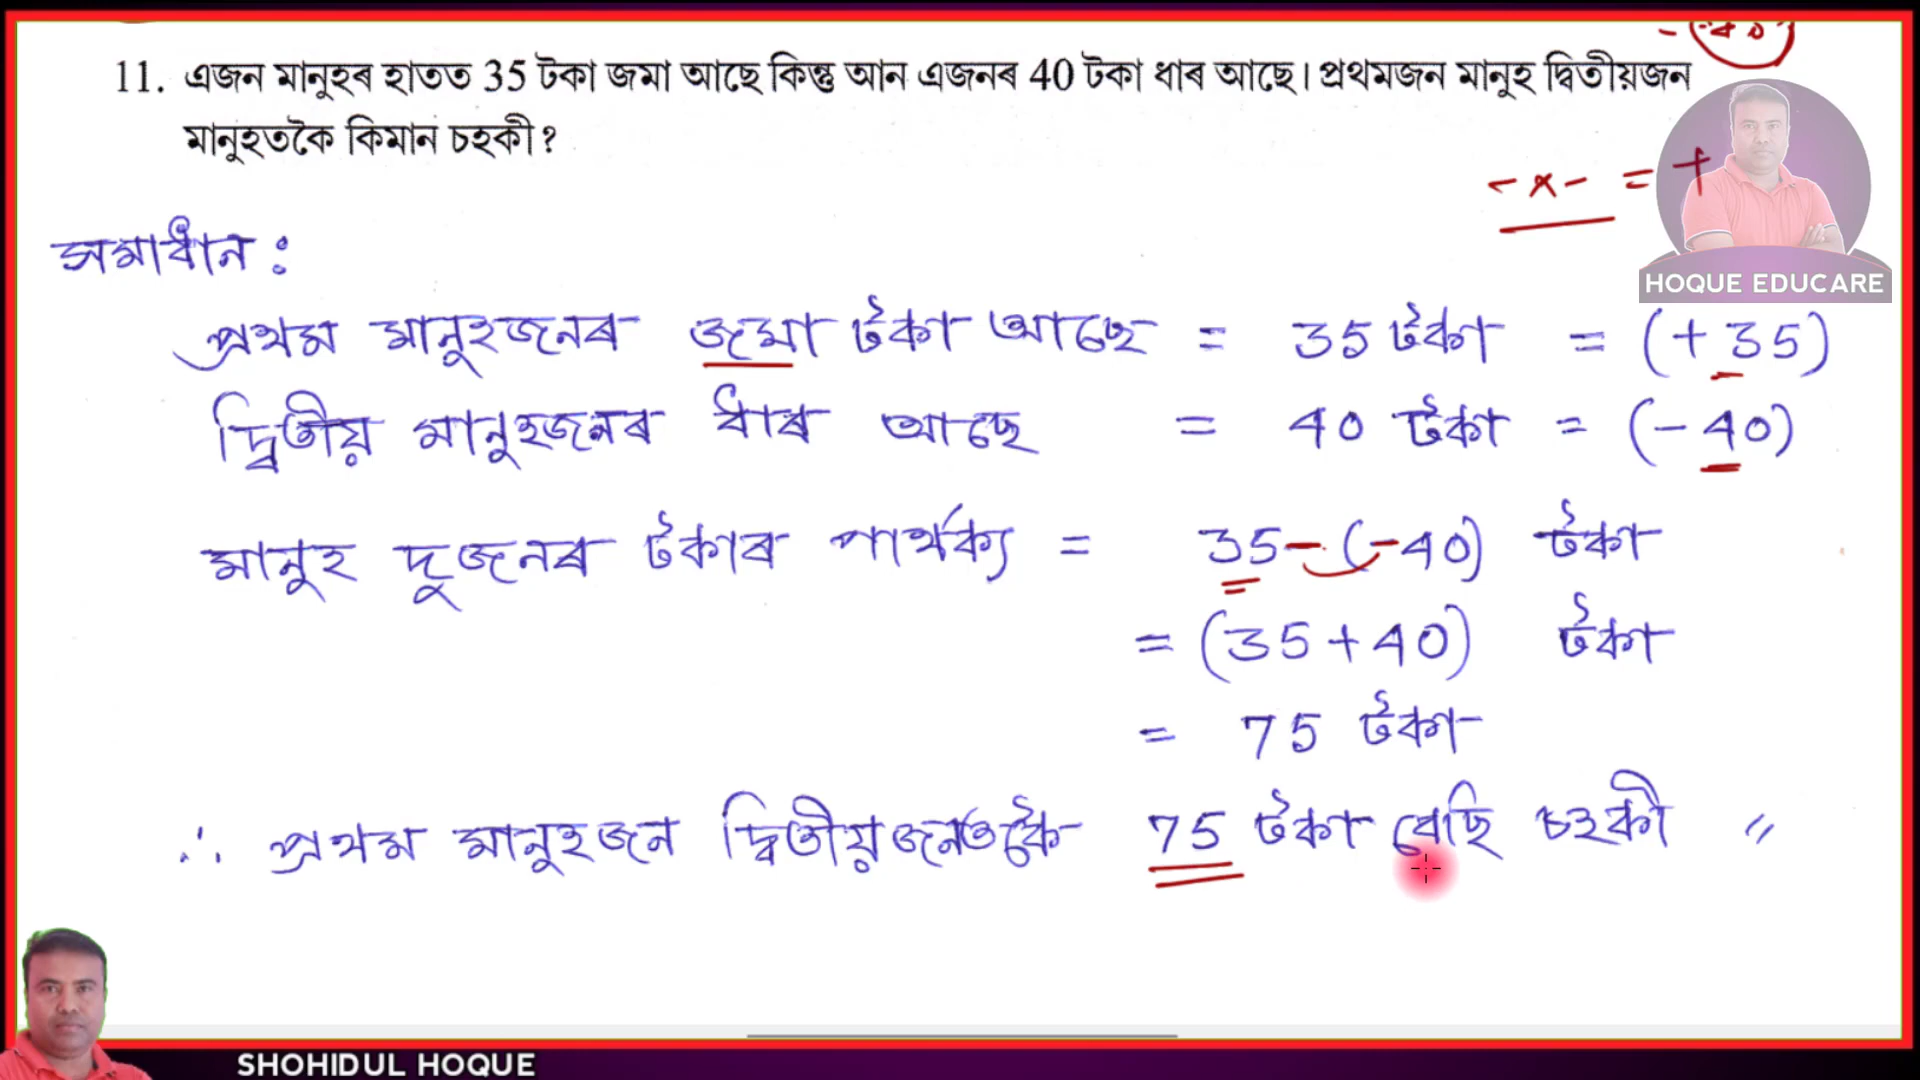 - (-40)
11. এজন মানুহৰ হাতত 35 টকা জমা আছে কিন্তু আন এজনৰ 40 টকা ধাৰ আছে। প্ৰথমজন মানুহ দ্বিতীয়জন
মানুহতকৈ কিমান চহকী?
- x - = +
HOQUE EDUCARE
সমাধান:
প্ৰথম মানুহজনৰ জমা টকা আছে = 35 টকা = (+35)
দ্বিতীয় মানুহজনৰ ধাৰ আছে = 40 টকা = (-40)
মানুহ দুজনৰ টকাৰ পাৰ্থক্য = 35-(-40) টকা
= (35+40) টকা
= 75 টকা
∴ প্ৰথম মানুহজন দ্বিতীয়জনতকৈ 75 টকা বেছি চহকী "
SHOHIDUL HOQUE